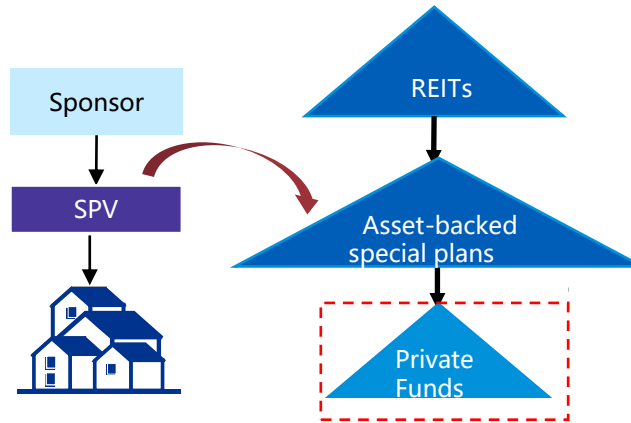 Sponsor
SPV
REITs
Asset-backed
special plans
Private
Funds